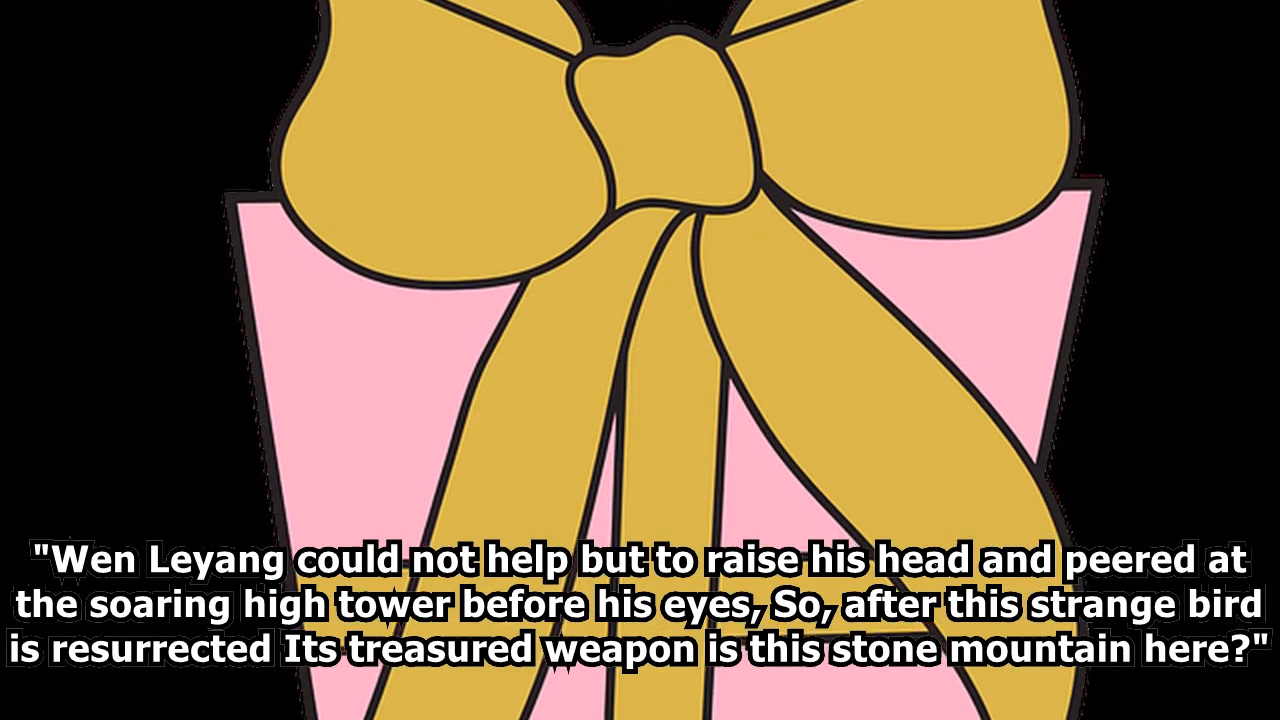 "Wen Leyang could not help but to raise his head and peered at
the soaring high tower before his eyes, So, after this strange bird
is resurrected Its treasured weapon is this stone mountain here?"